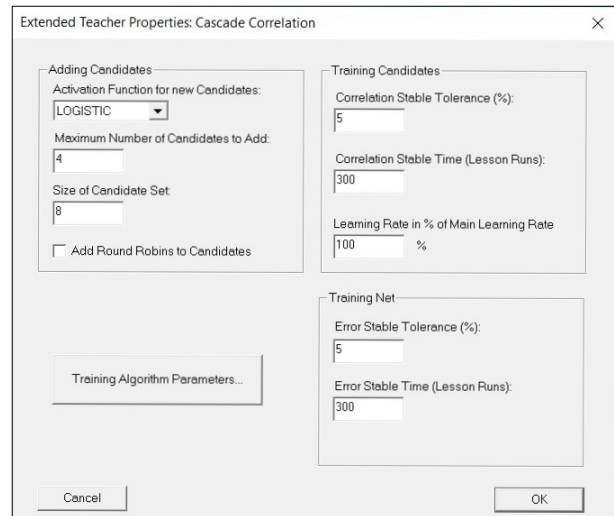 Extended Teacher Properties: Cascade Correlation
Adding Candidates
Activation Function for new Candidates:
LOGISTIC
Maximum Number of Candidates to Add:
4
Size of Candidate Set:
8
Add Round Robins to Candidates
Training Algorithm Parameters...
Training Candidates
Correlation Stable Tolerance (%):
5
Correlation Stable Time (Lesson Runs):
300
Learning Rate in % of Main Learning Rate
100 %
Training Net
Error Stable Tolerance (%):
5
Error Stable Time (Lesson Runs):
300
Cancel
OK